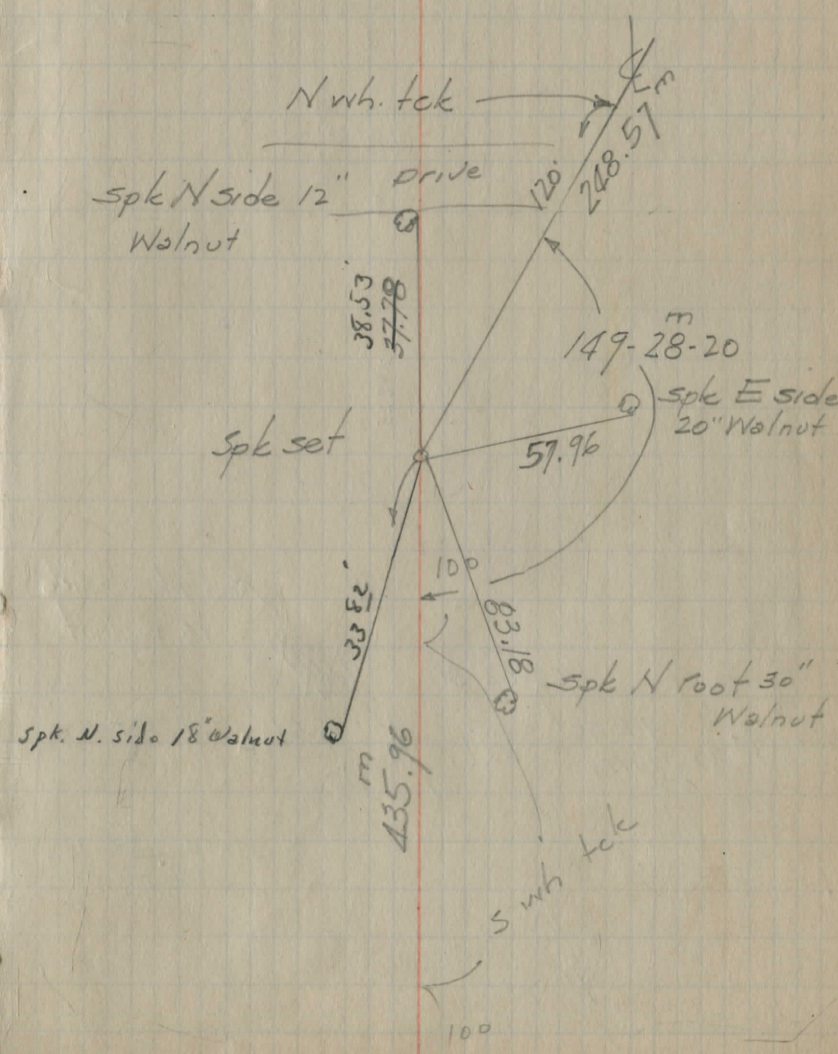 N wh. tck
248.57
120'
Drive
Spk N side 12"
Walnut
38.53'
37.78
m
149-28-20
Spk E side
20" Walnut
Spk set
57.96
100
33.82'
83.18
Spk N root 30"
Walnut
spk. N. side 18" Walnut
m
435.96
S wh tck
100